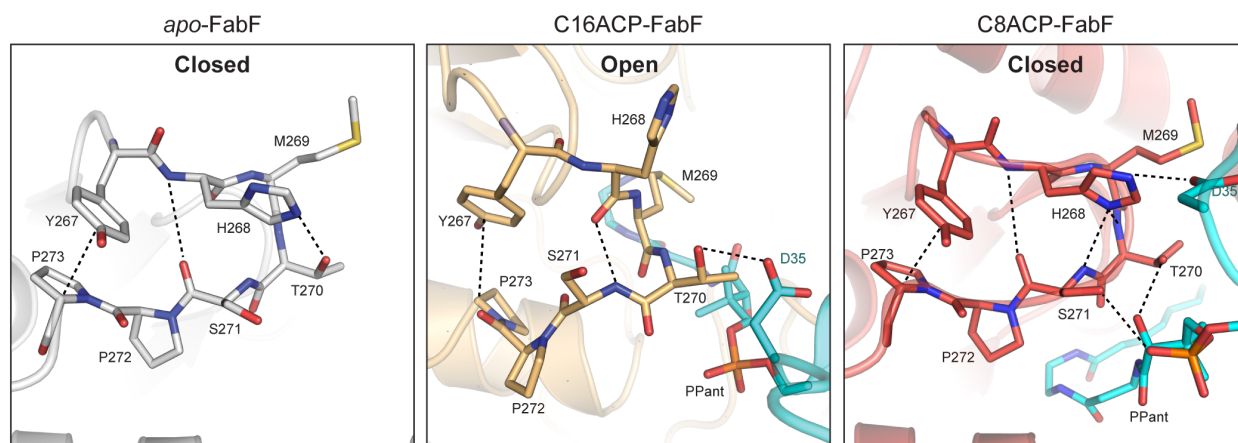 apo-FabF
C16ACP-FabF
C8ACP-FabF
Closed
M269
Y267
H268
P273
T270
S271
P272
Open
H268
M269
Y267
S271
D35
P273
T270
PPant
P272
Closed
M269
D35
Y267
H268
P273
T270
S271
P272
PPant